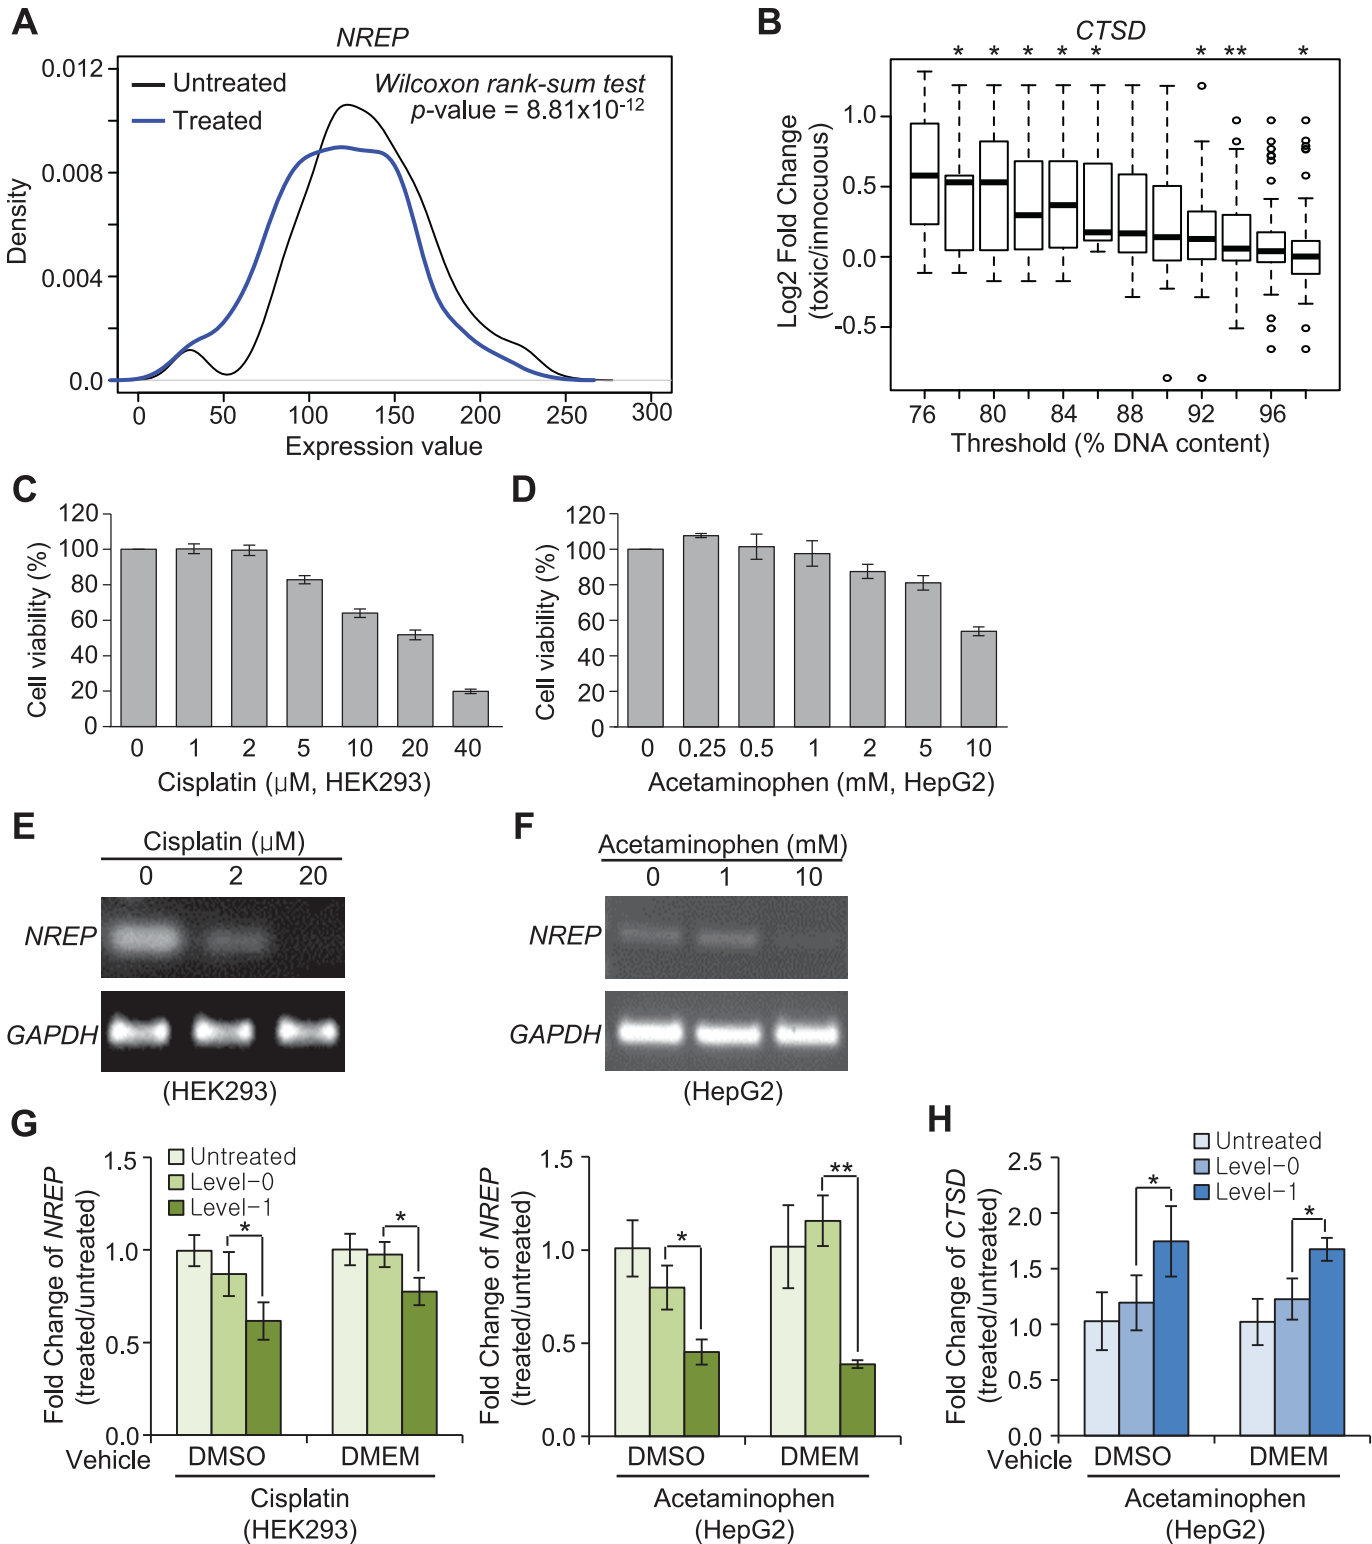 A
NREP
0.012
0.008
0.004
0.0
Density
Untreated
Treated
Wilcoxon rank-sum test
p-value = 8.81x10-12
0 50 100 150 200 250 300
Expression value
B
CTSD
* * * * * * ** *
1.0
0.5
0.0
-0.5
Log2 Fold Change
(toxic/innocuous)
76 80 84 88 92 96
Threshold (% DNA content)
C
120
100
80
60
40
20
0
Cell viability (%)
0 1 2 5 10 20 40
Cisplatin (µM, HEK293)
D
120
100
80
60
40
20
0
Cell viability (%)
0 0.25 0.5 1 2 5 10
Acetaminophen (mM, HepG2)
E
Cisplatin (µM)
0 2 20
NREP
GAPDH
(HEK293)
F
Acetaminophen (mM)
0 1 10
NREP
GAPDH
(HepG2)
G
Untreated
Level-0
Level-1
1.5
1.0
0.5
0.0
Fold Change of NREP
(treated/untreated)
* *
Vehicle DMSO DMEM
Cisplatin
(HEK293)
1.5
1.0
0.5
0.0
Fold Change of NREP
(treated/untreated)
* **
DMSO DMEM
Acetaminophen
(HepG2)
H
Untreated
Level-0
Level-1
2.5
2.0
1.5
1.0
0.5
0.0
Fold Change of CTSD
(treated/untreated)
* *
Vehicle DMSO DMEM
Acetaminophen
(HepG2)